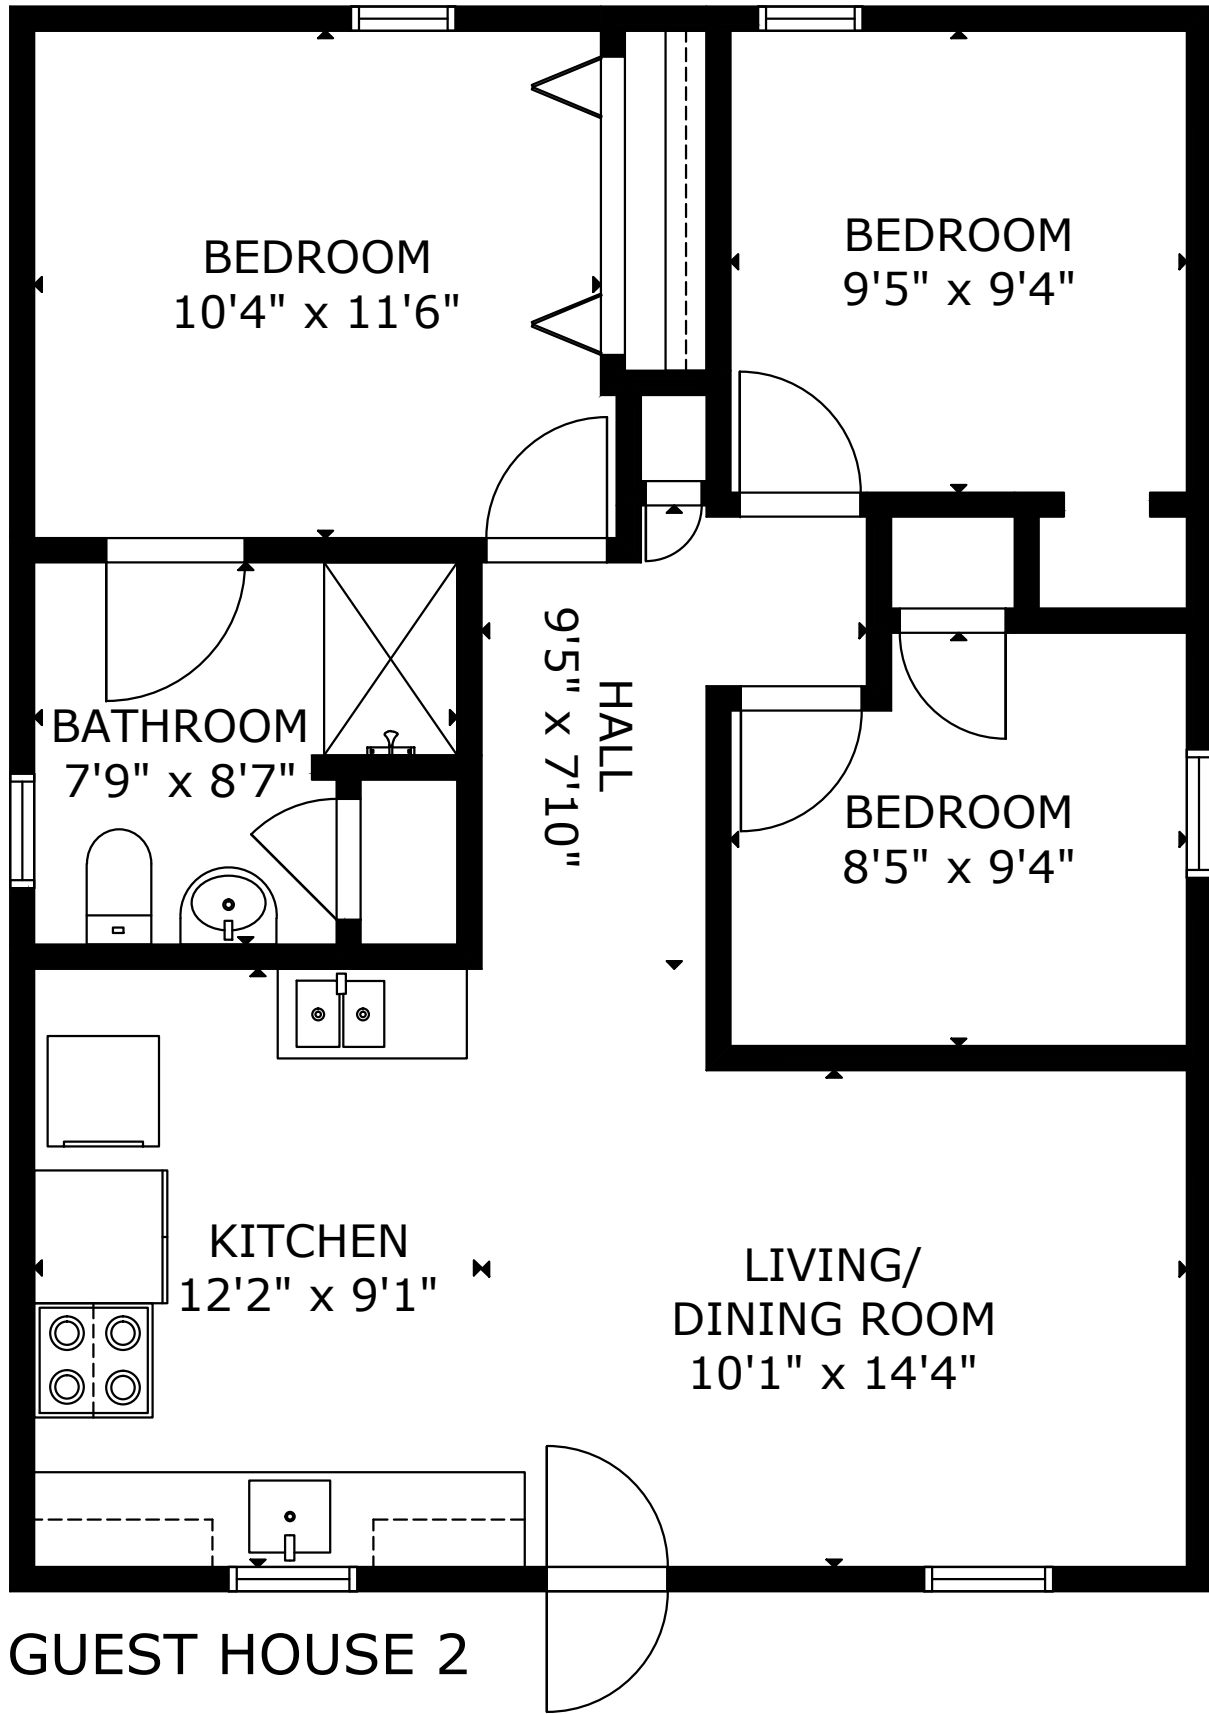 BEDROOM
10'4" x 11'6"
BEDROOM
9'5" x 9'4"
HALL
9'5" x 7'10"
BATHROOM
7'9" x 8'7"
BEDROOM
8'5" x 9'4"
KITCHEN
12'2" x 9'1"
LIVING/
DINING ROOM
10'1" x 14'4"
GUEST HOUSE 2